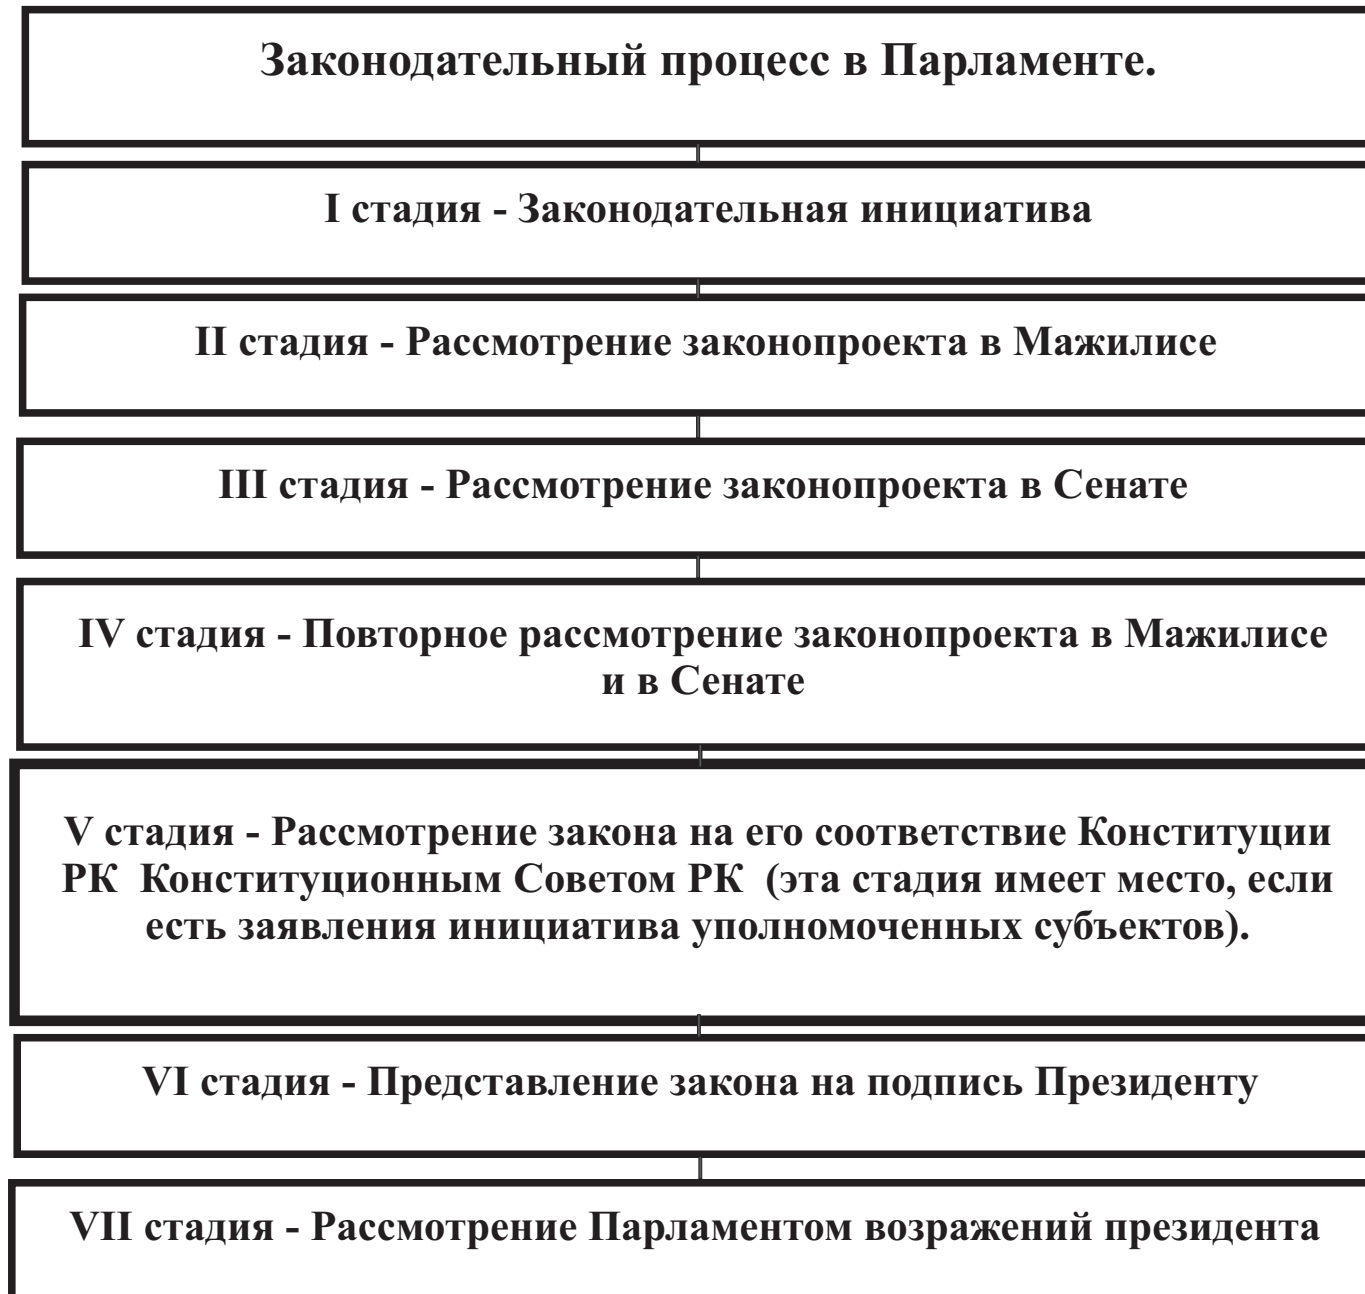 Законодательный процесс в Парламенте.
I стадия - Законодательная инициатива
II стадия - Рассмотрение законопроекта в Мажилисе
III стадия - Рассмотрение законопроекта в Сенате
IV стадия - Повторное рассмотрение законопроекта в Мажилисе
и в Сенате
V стадия - Рассмотрение закона на его соответствие Конституции
РК Конституционным Советом РК (эта стадия имеет место, если
есть заявления инициатива уполномоченных субъектов).
VI стадия - Представление закона на подпись Президенту
VII стадия - Рассмотрение Парламентом возражений президента